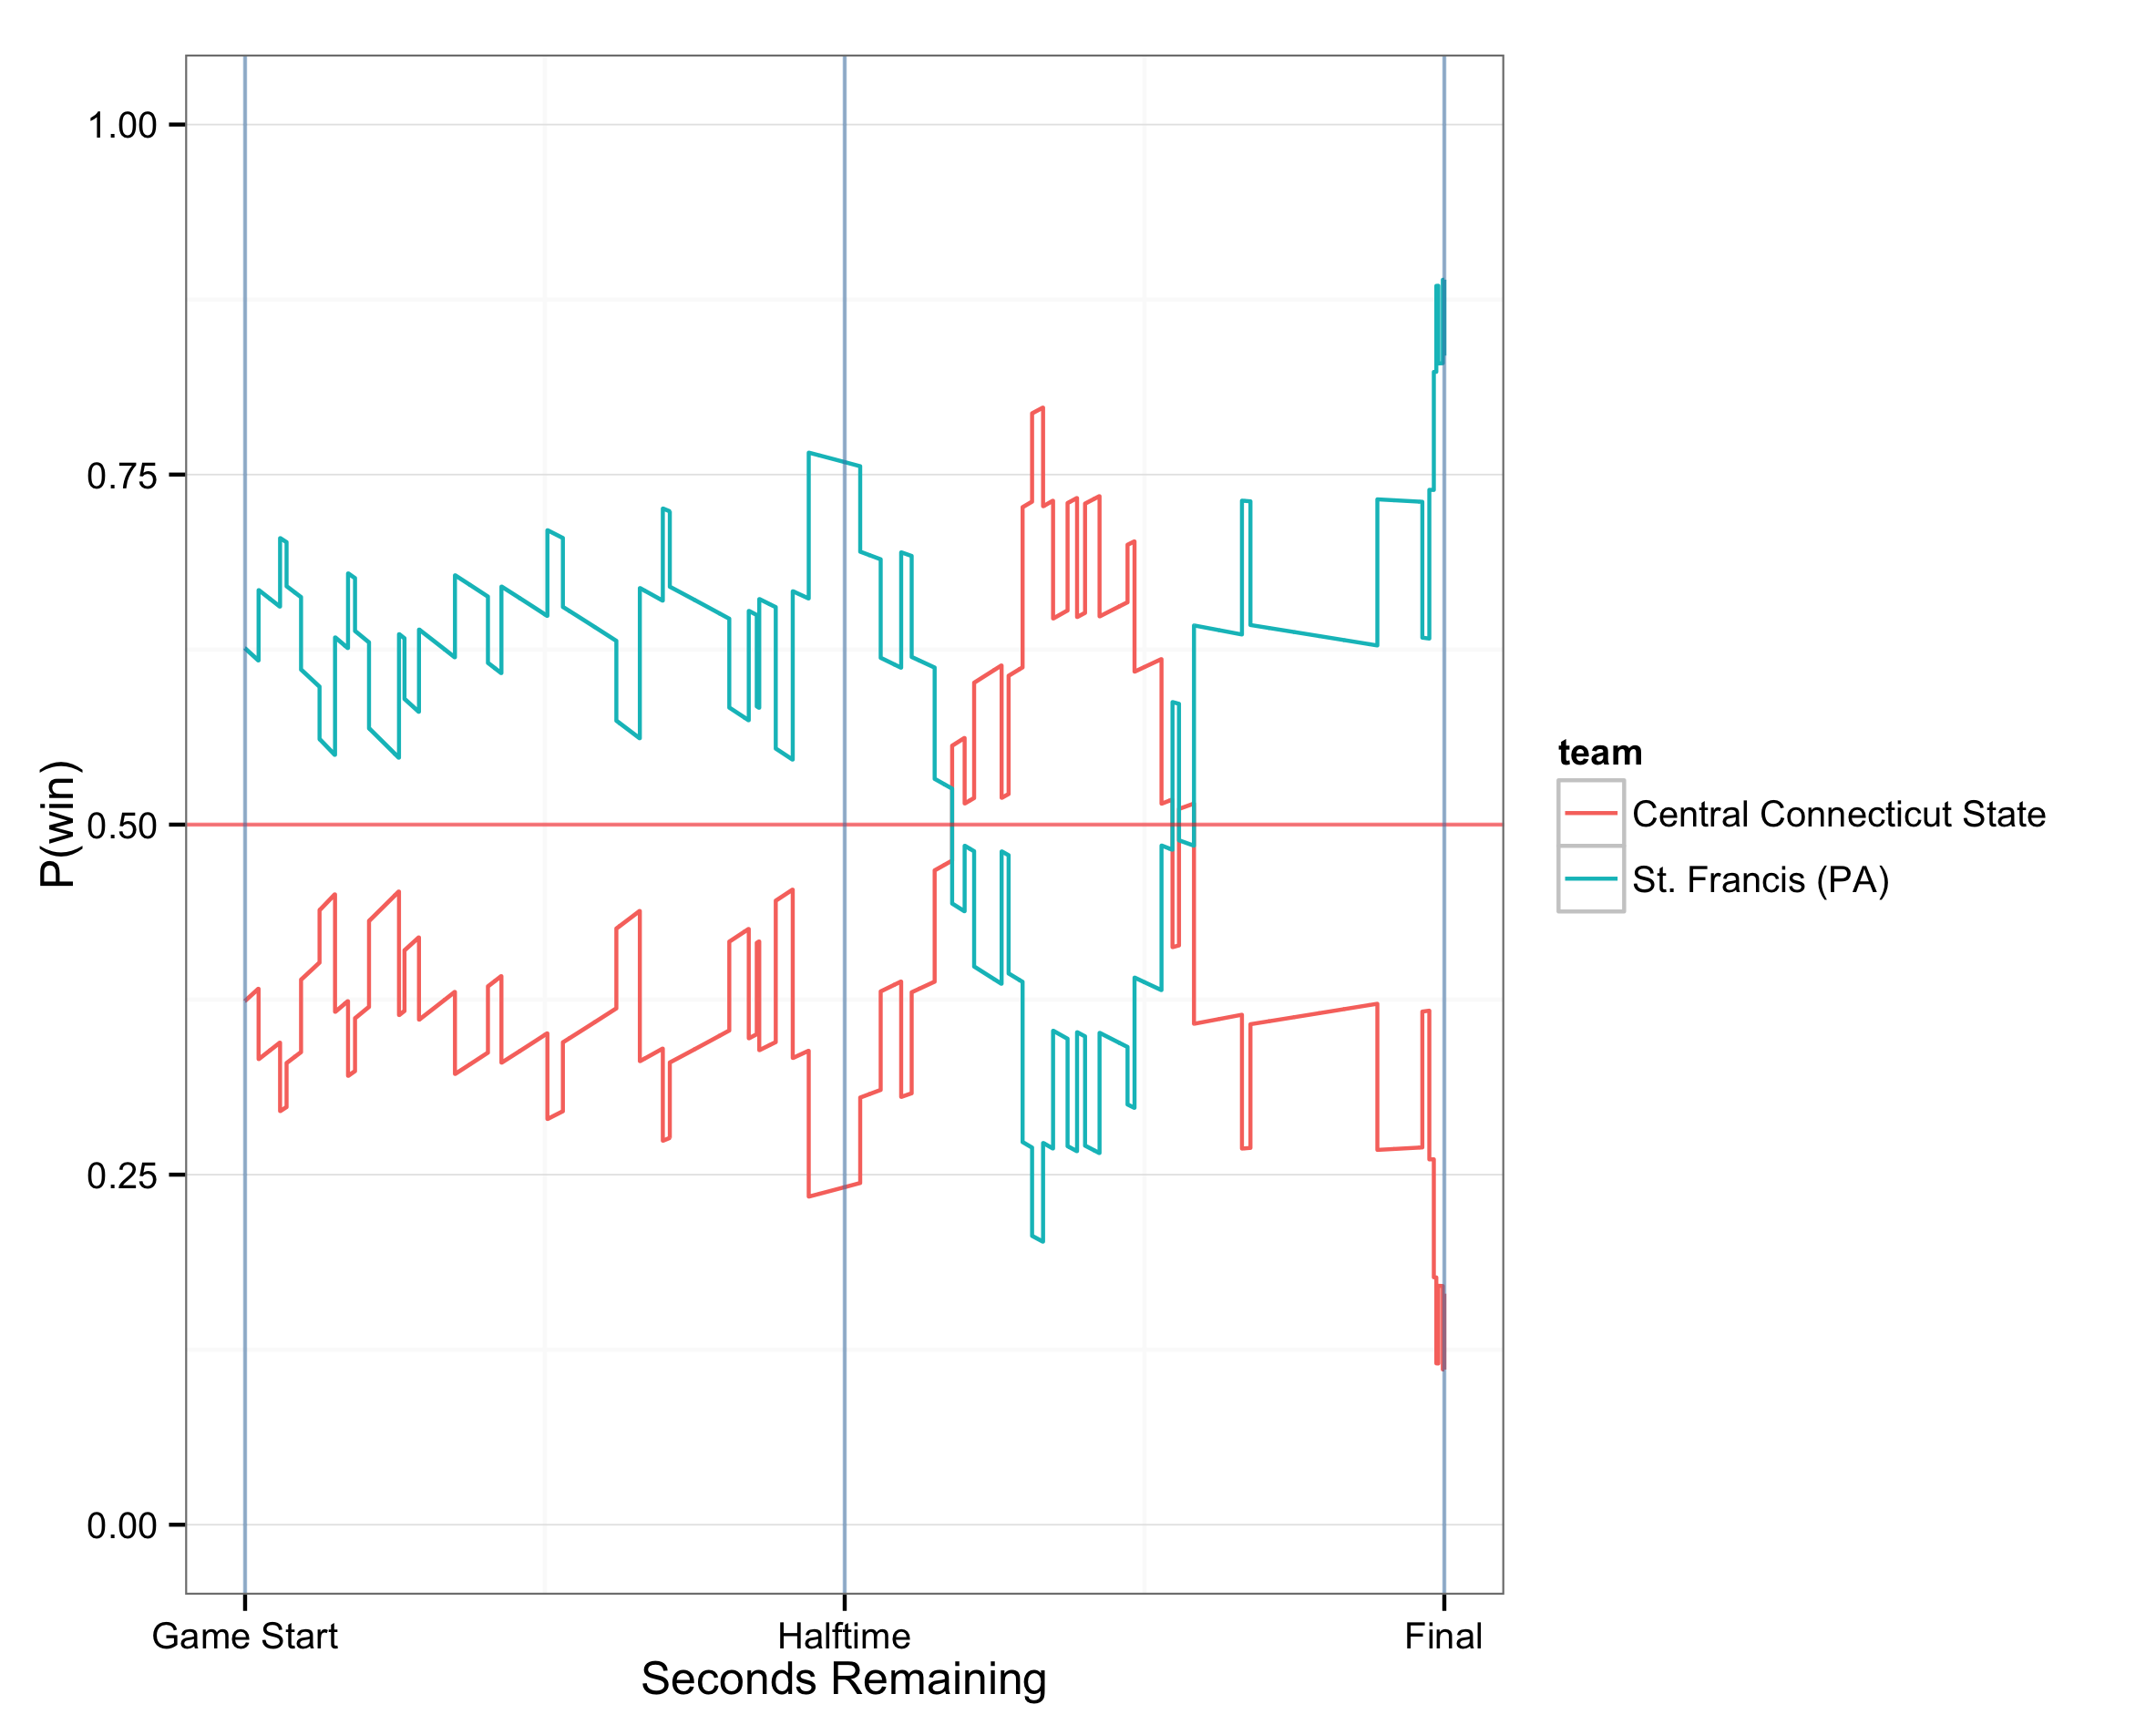 1.00
0.75
0.50
0.25
0.00
P(win)
Game Start
Halftime
Final
Seconds Remaining
team
Central Connecticut State
St. Francis (PA)